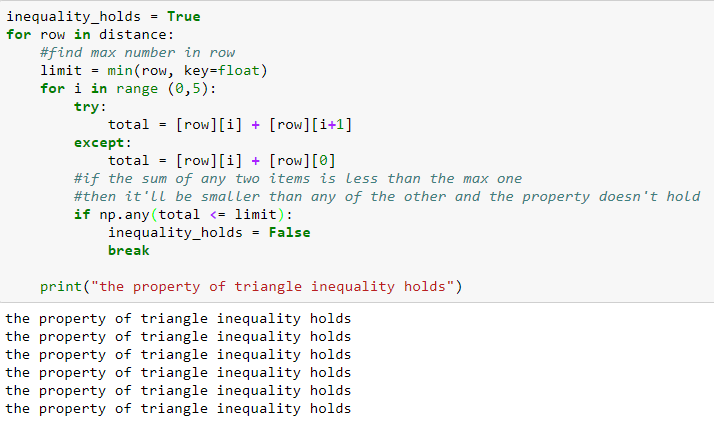 inequality_holds = True
for row in distance:
    #find max number in row
    limit = min(row, key=float)
    for i in range (0,5):
        try:
            total = [row][i] + [row][i+1]
        except:
            total = [row][i] + [row][0]
        #if the sum of any two items is less than the max one
        #then it'll be smaller than any of the other and the property doesn't hold
        if np.any(total <= limit):
            inequality_holds = False
            break
    print("the property of triangle inequality holds")
the property of triangle inequality holds
the property of triangle inequality holds
the property of triangle inequality holds
the property of triangle inequality holds
the property of triangle inequality holds
the property of triangle inequality holds